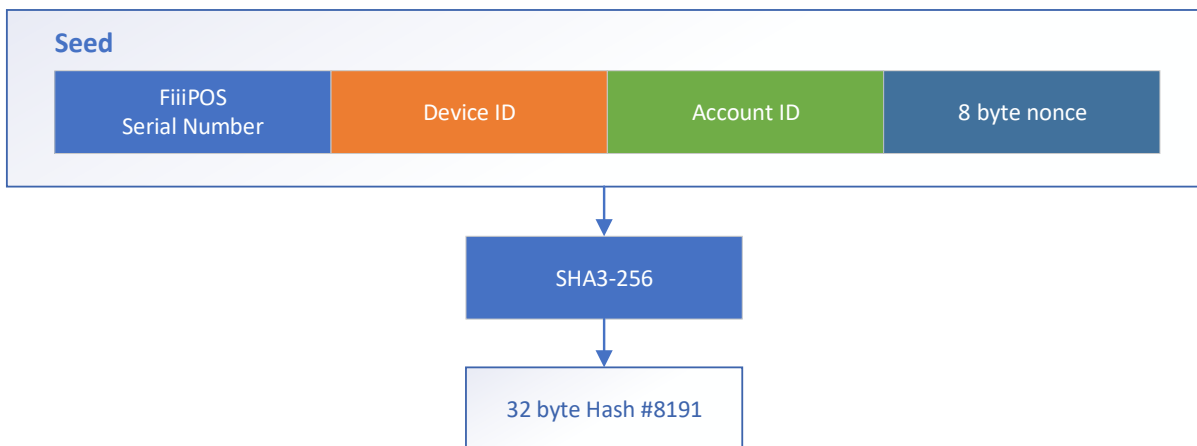 Seed
FiiiPOS
Serial Number
Device ID
Account ID
8 byte nonce
SHA3-256
32 byte Hash #8191